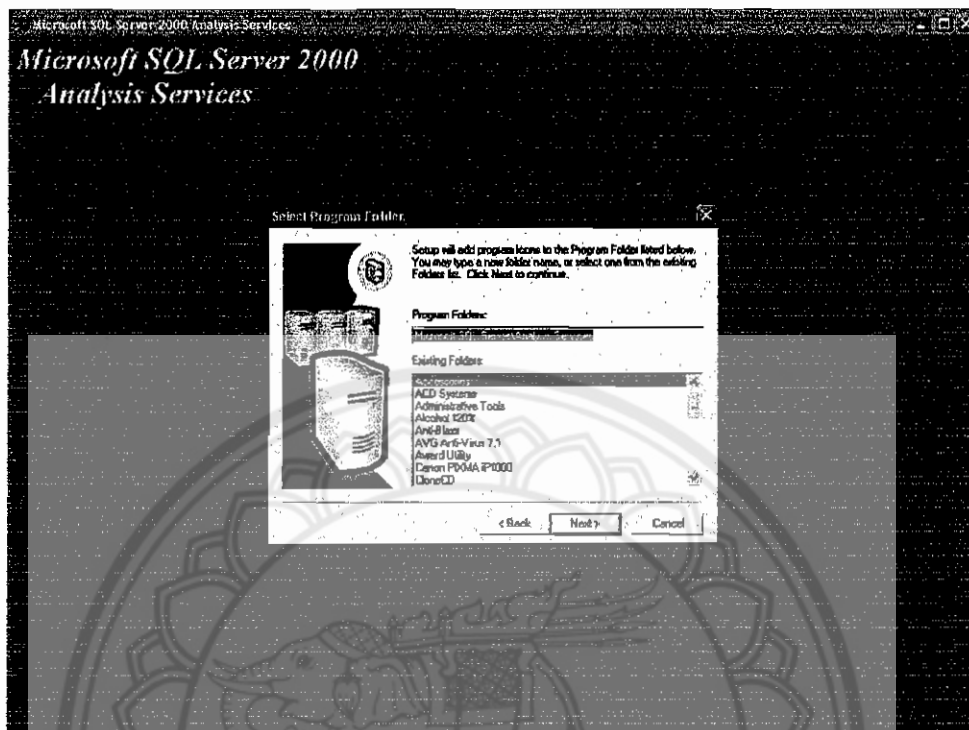 Microsoft SQL Server 2000 Analysis Services
Microsoft SQL Server 2000
Analysis Services
Select Program Folder
Setup will add program icons to the Program Folder listed below.
You may type a new folder name, or select one from the existing
Folders list. Click Next to continue.
Program Folders:
Existing Folders:
Accessories
ACD Systems
Administrative Tools
Alcohol 120%
AVG Anti-Virus 7.1
Award Utility
Canon PIXMA iP1000
CloneCD
< Back
Next >
Cancel